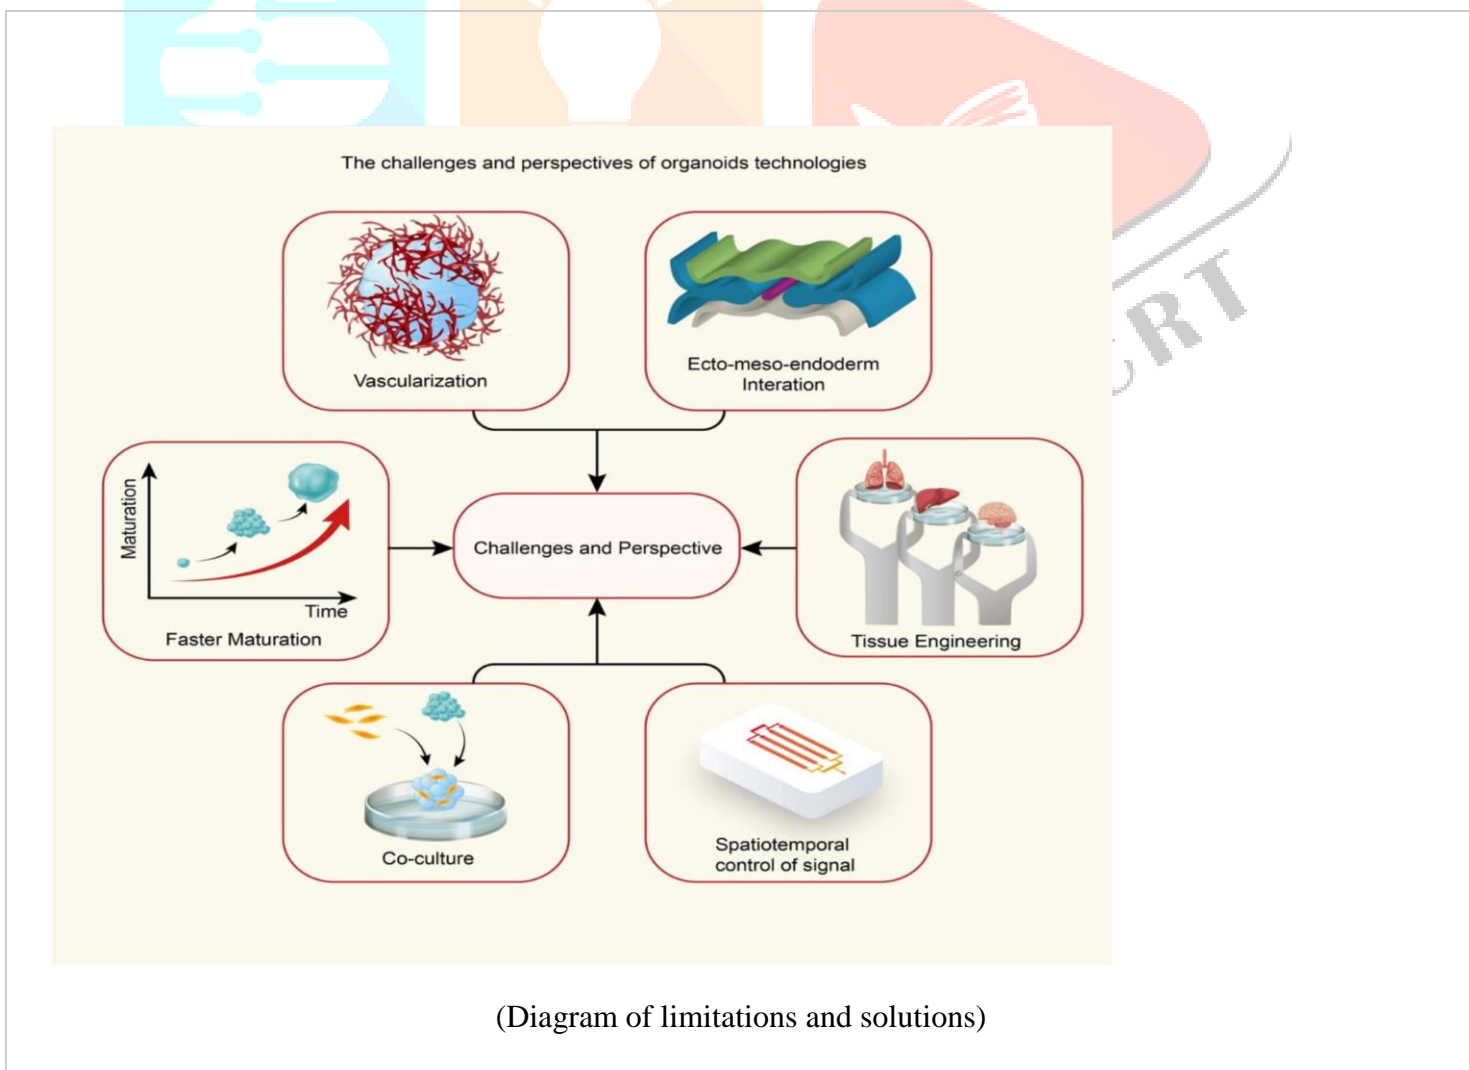 The challenges and perspectives of organoids technologies
Vascularization
Ecto-meso-endoderm
Interation
Maturation
Time
Faster Maturation
Challenges and Perspective
Tissue Engineering
Co-culture
Spatiotemporal
control of signal
(Diagram of limitations and solutions)